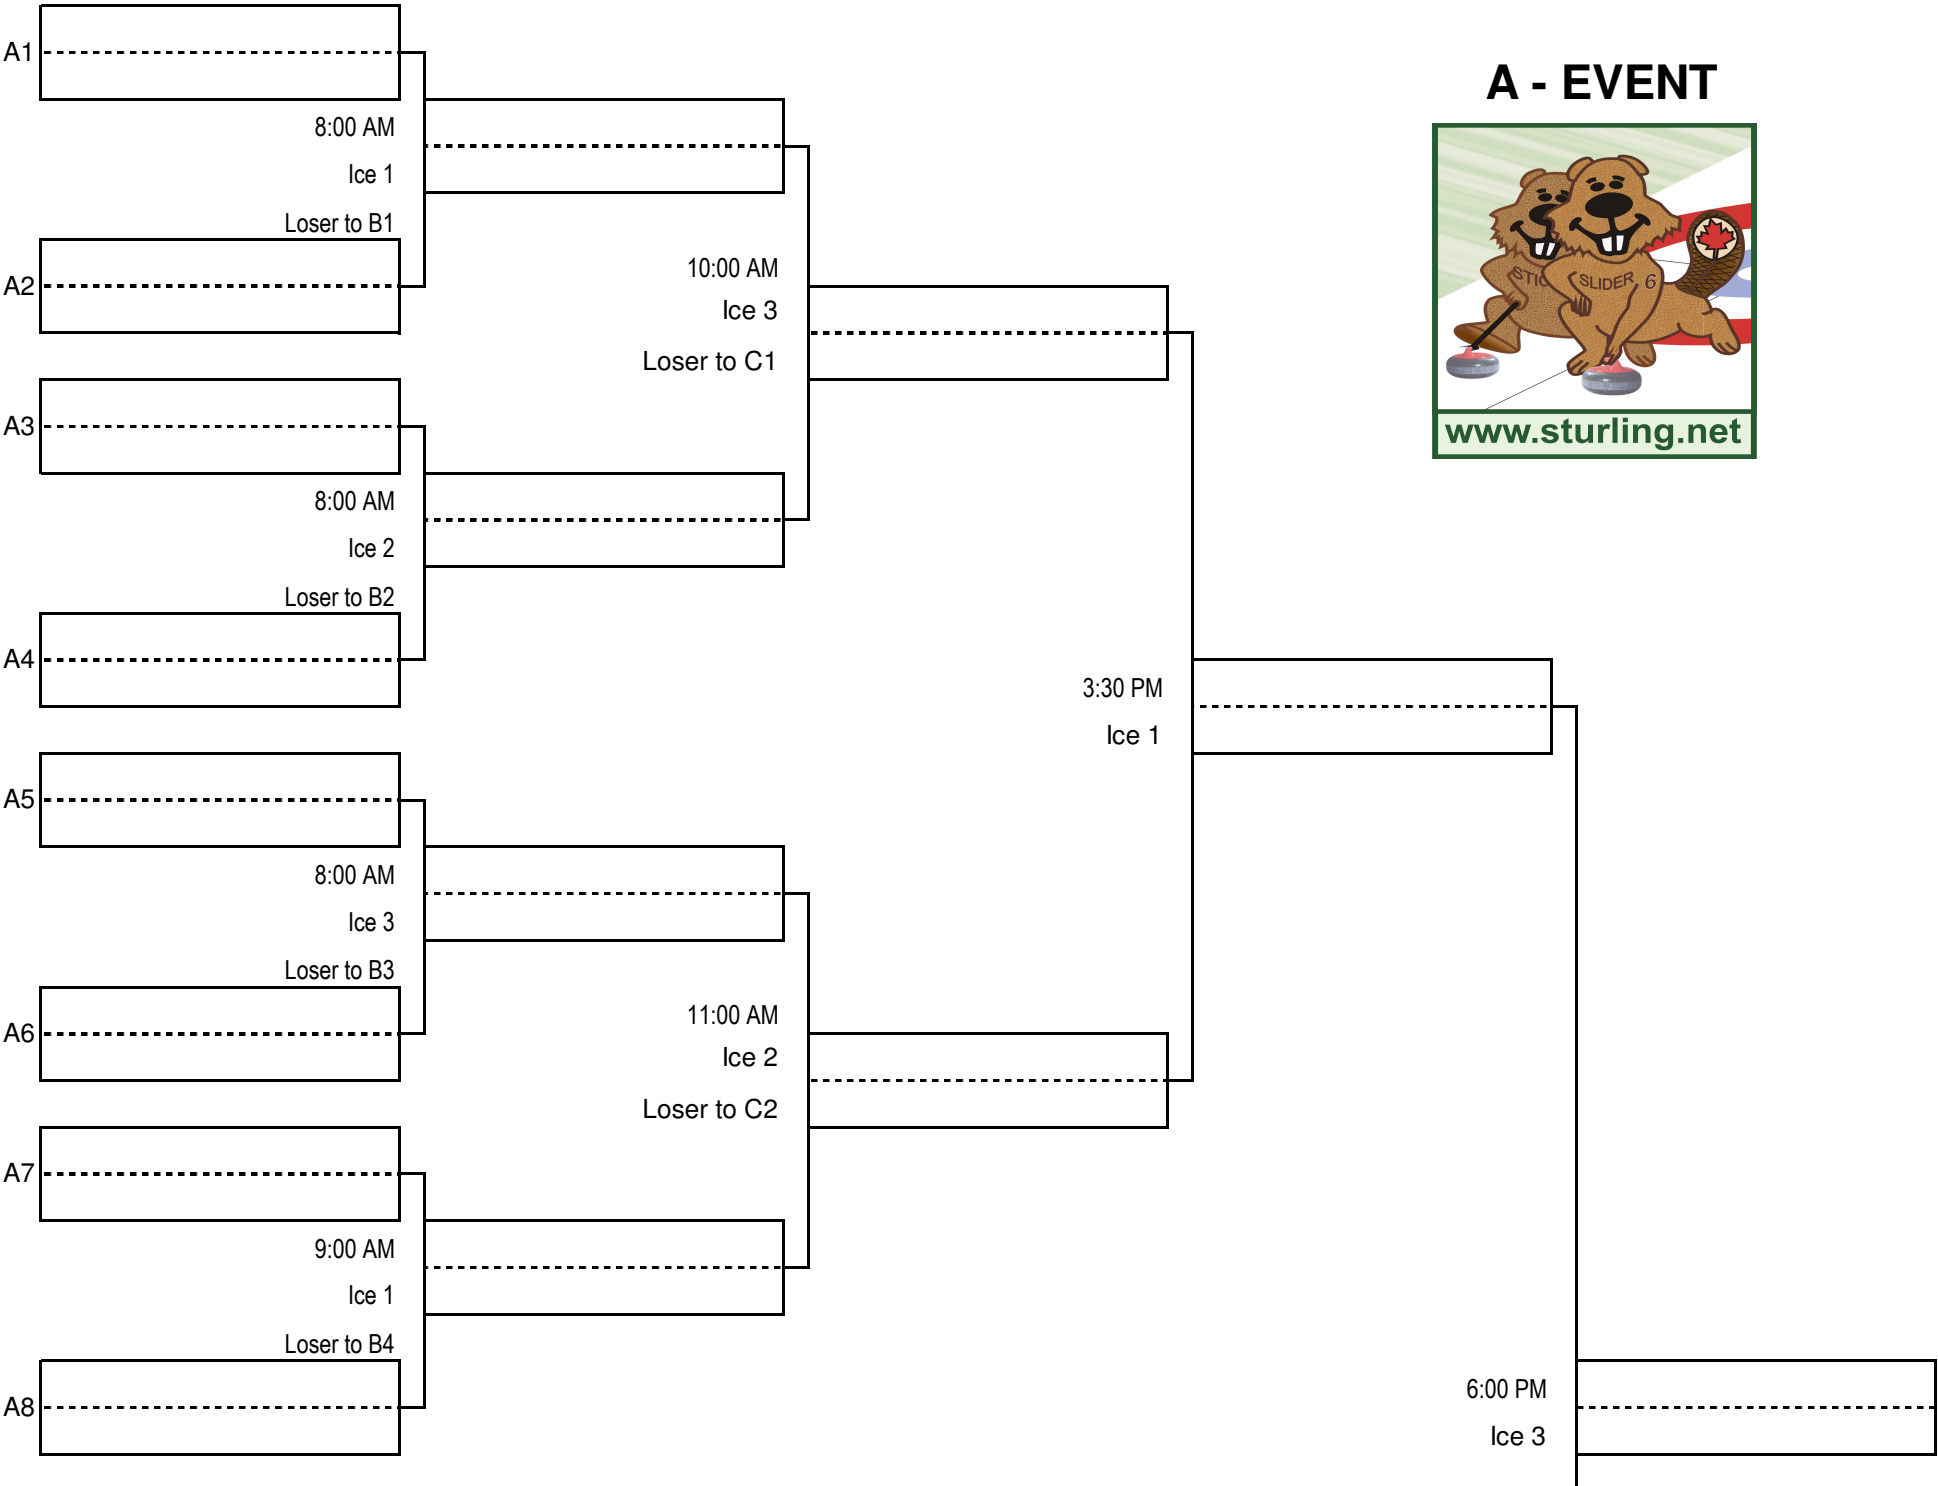 A1
A - EVENT
8:00 AM
Ice 1
Loser to B1
A2
10:00 AM
Ice 3
Loser to C1
STIC
SLIDER 6
www.sturling.net
A3
8:00 AM
Ice 2
Loser to B2
A4
3:30 PM
Ice 1
A5
8:00 AM
Ice 3
Loser to B3
A6
11:00 AM
Ice 2
Loser to C2
A7
9:00 AM
Ice 1
Loser to B4
A8
6:00 PM
Ice 3